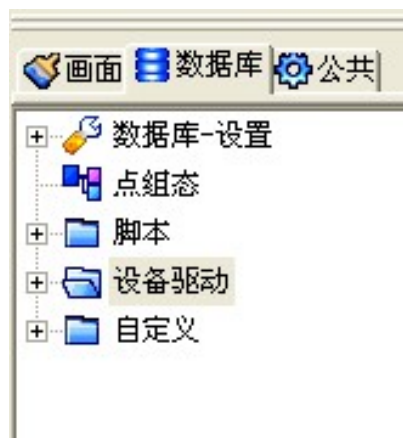 画面 数据库 公共
数据库-设置
点组态
脚本
设备驱动
自定义